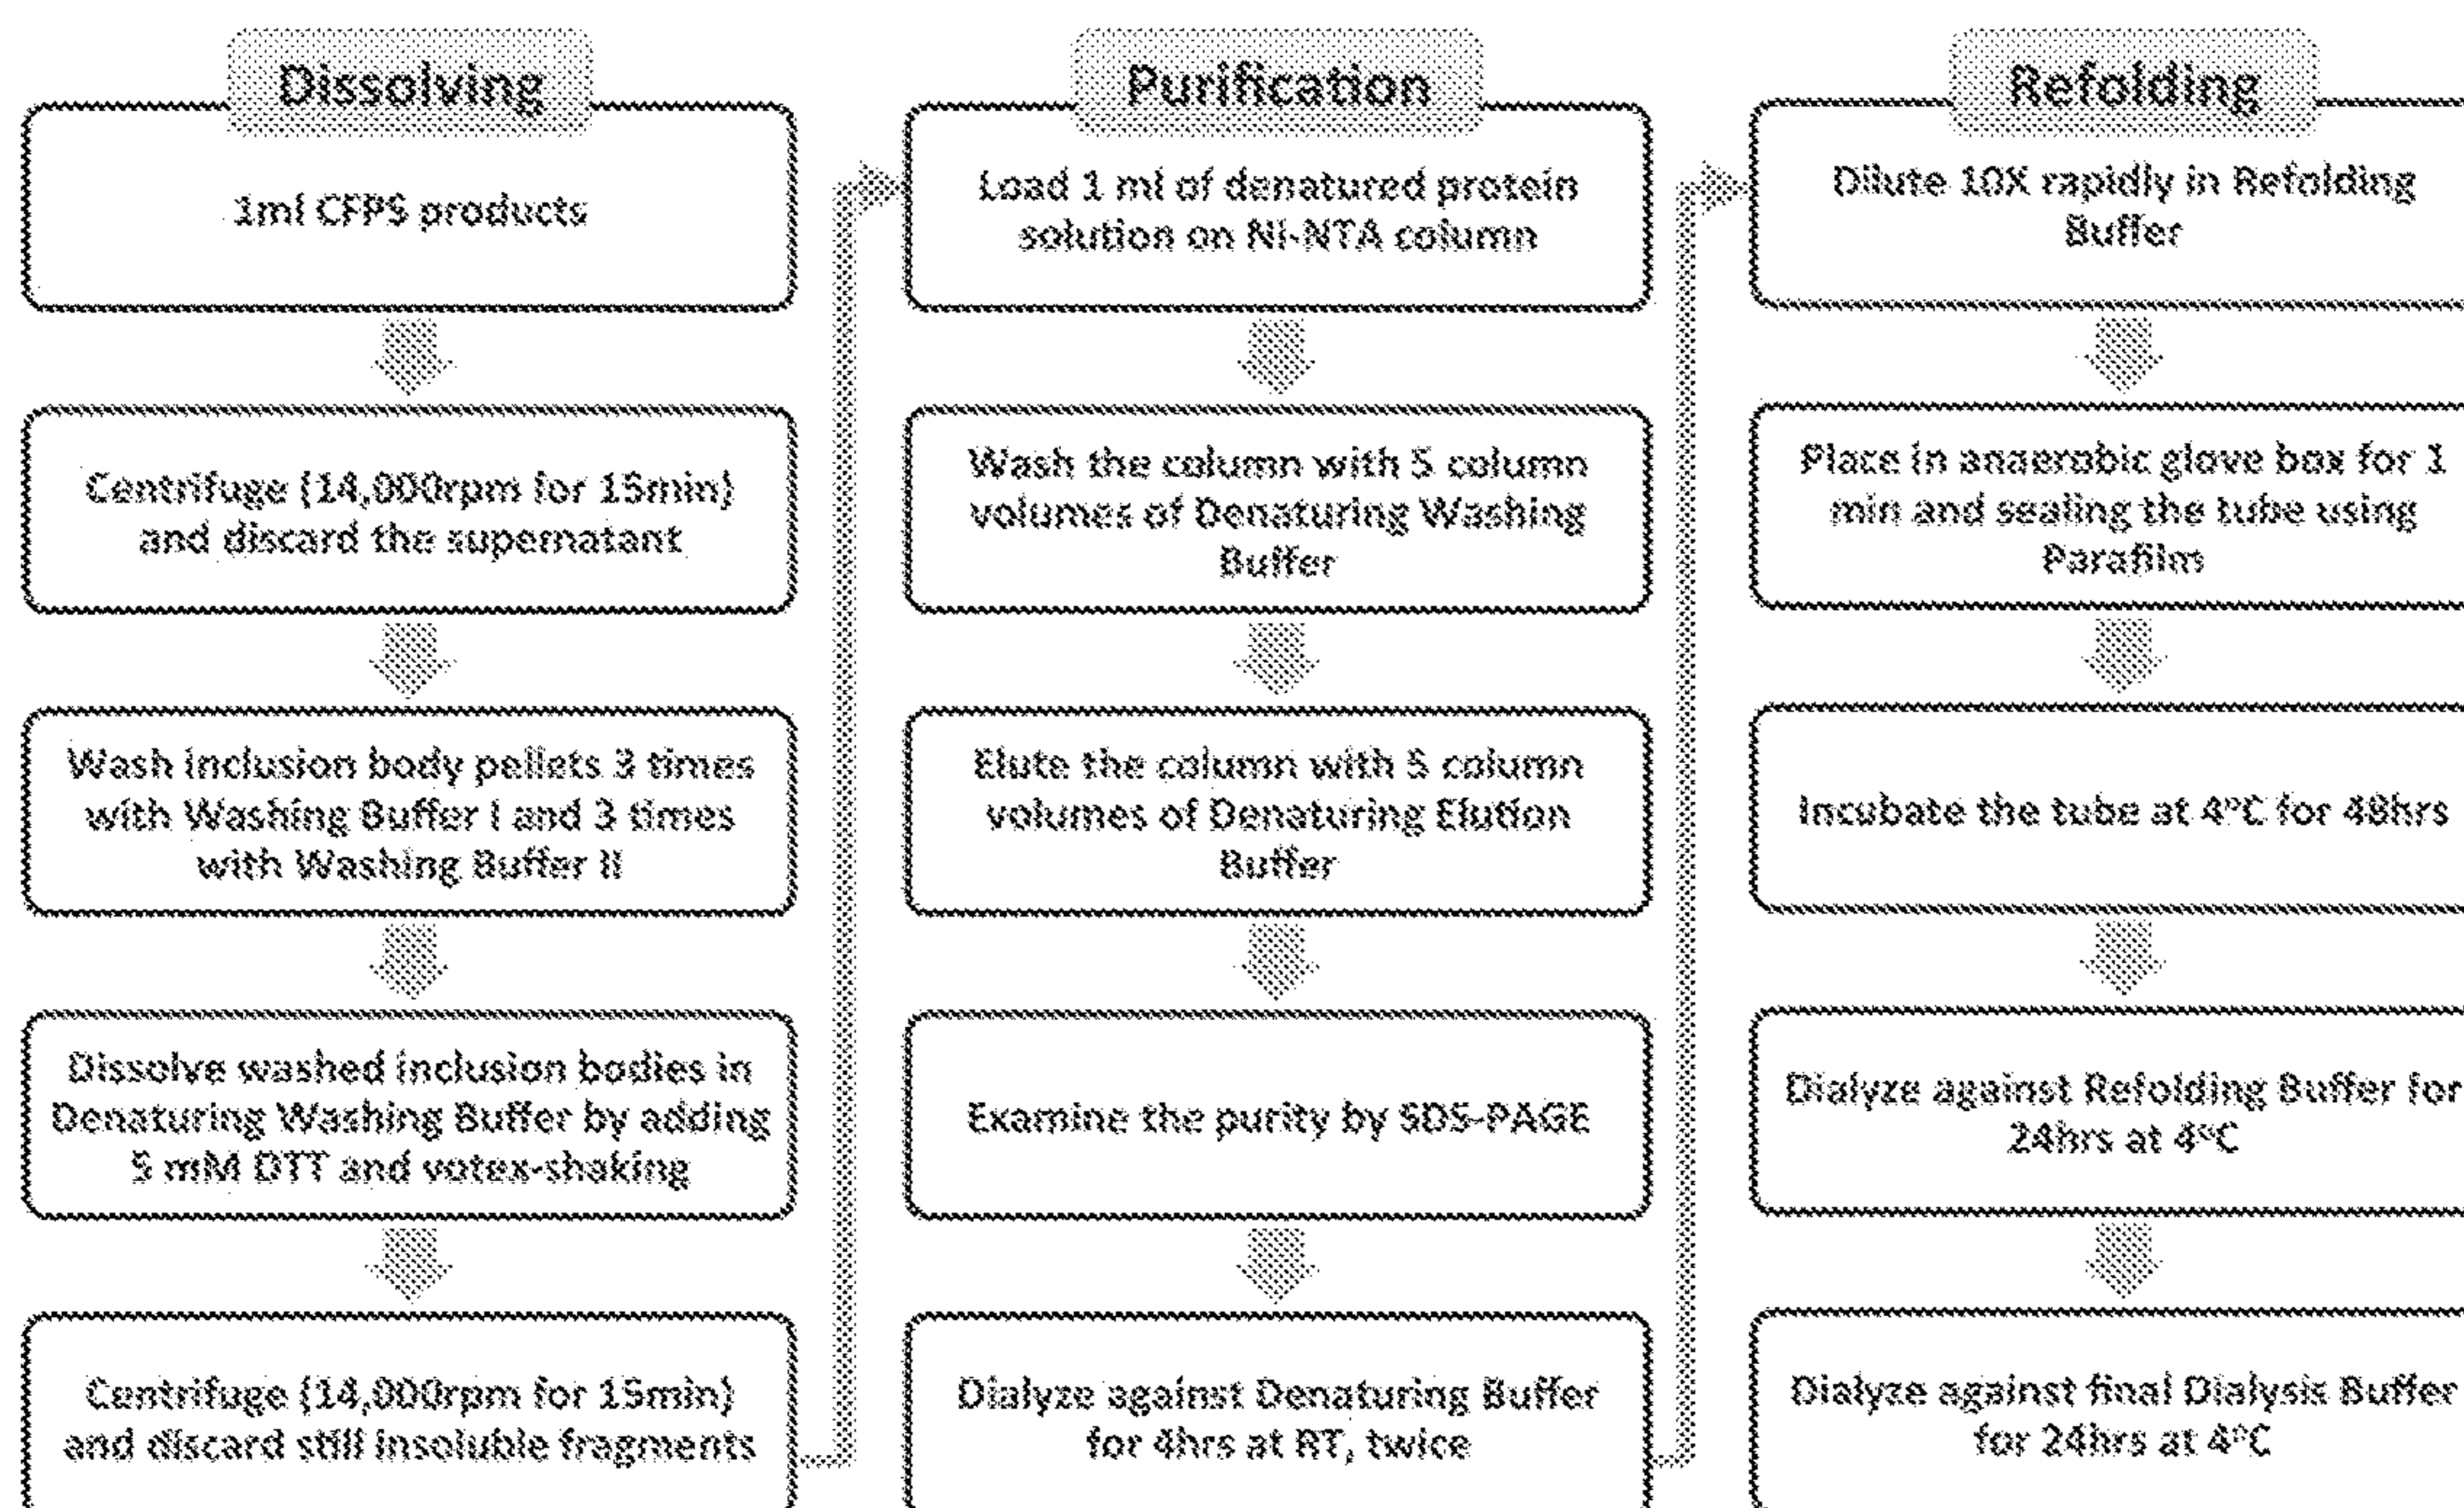 Dissolving
1ml CFPS products
Centrifuge (14,000rpm for 15min)
and discard the supernatant
Wash inclusion body pellets 3 times
with Washing Buffer I and 3 times
with Washing Buffer II
Dissolve washed inclusion bodies in
Denaturing Washing Buffer by adding
5 mM DTT and votex-shaking
Centrifuge (14,000rpm for 15min)
and discard still insoluble fragments
Purification
Load 1 ml of denatured protein
solution on Ni-NTA column
Wash the column with 5 column
volumes of Denaturing Washing
Buffer
Elute the column with 5 column
volumes of Denaturing Elution
Buffer
Examine the purity by SDS-PAGE
Dialyze against Denaturing Buffer
for 4hrs at RT, twice
Refolding
Dilute 10X rapidly in Refolding
Buffer
Place in anaerobic glove box for 1
min and sealing the tube using
Parafilm
Incubate the tube at 4°C for 48hrs
Dialyze against Refolding Buffer for
24hrs at 4°C
Dialyze against final Dialysis Buffer
for 24hrs at 4°C